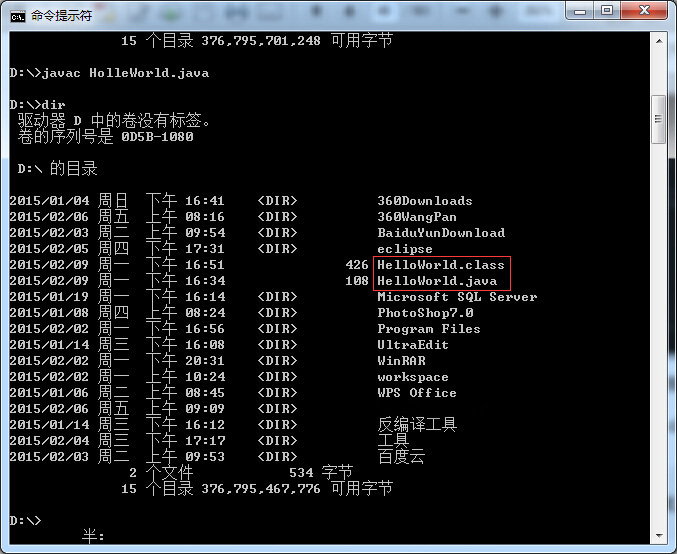 命令提示符
15 个目录 376,795,701,248 可用字节
D:\>javac HolleWorld.java
D:\>dir
驱动器 D 中的卷没有标签。
卷的序列号是 0D5B-1080
D:\ 的目录
2015/01/04 周日 下午 16:41 <DIR> 360Downloads
2015/02/06 周五 上午 08:16 <DIR> 360WangPan
2015/02/03 周二 上午 09:54 <DIR> BaiduYunDownload
2015/02/05 周四 下午 17:31 <DIR> eclipse
2015/02/09 周一 下午 16:51 426 HelloWorld.class
2015/02/09 周一 下午 16:34 108 HelloWorld.java
2015/01/19 周一 下午 16:14 <DIR> Microsoft SQL Server
2015/01/08 周四 上午 08:24 <DIR> PhotoShop7.0
2015/02/02 周一 下午 16:56 <DIR> Program Files
2015/01/14 周三 下午 16:08 <DIR> UltraEdit
2015/02/02 周一 下午 20:31 <DIR> WinRAR
2015/02/02 周一 上午 10:24 <DIR> workspace
2015/01/06 周二 上午 08:45 <DIR> WPS Office
2015/02/06 周五 上午 09:09 <DIR>
2015/01/14 周三 下午 16:12 <DIR> 反编译工具
2015/02/04 周三 下午 17:17 <DIR> 工具
2015/02/03 周二 上午 09:53 <DIR> 百度云
2 个文件 534 字节
15 个目录 376,795,467,776 可用字节
D:\>
半: